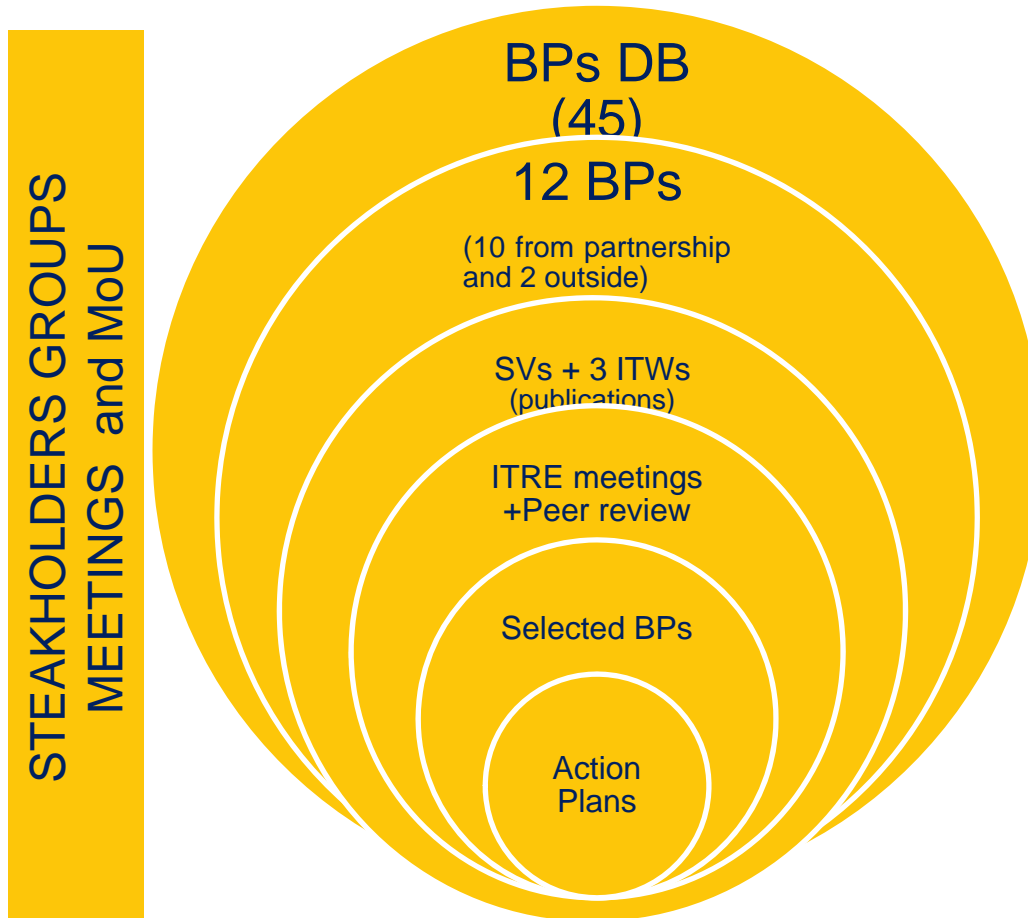 STEAKHOLDERS GROUPS
MEETINGS and MoU
BPs DB
(45)
12 BPs
(10 from partnership
and 2 outside)
SVs + 3 ITWs
(publications)
ITRE meetings
+Peer review
Selected BPs
Action
Plans